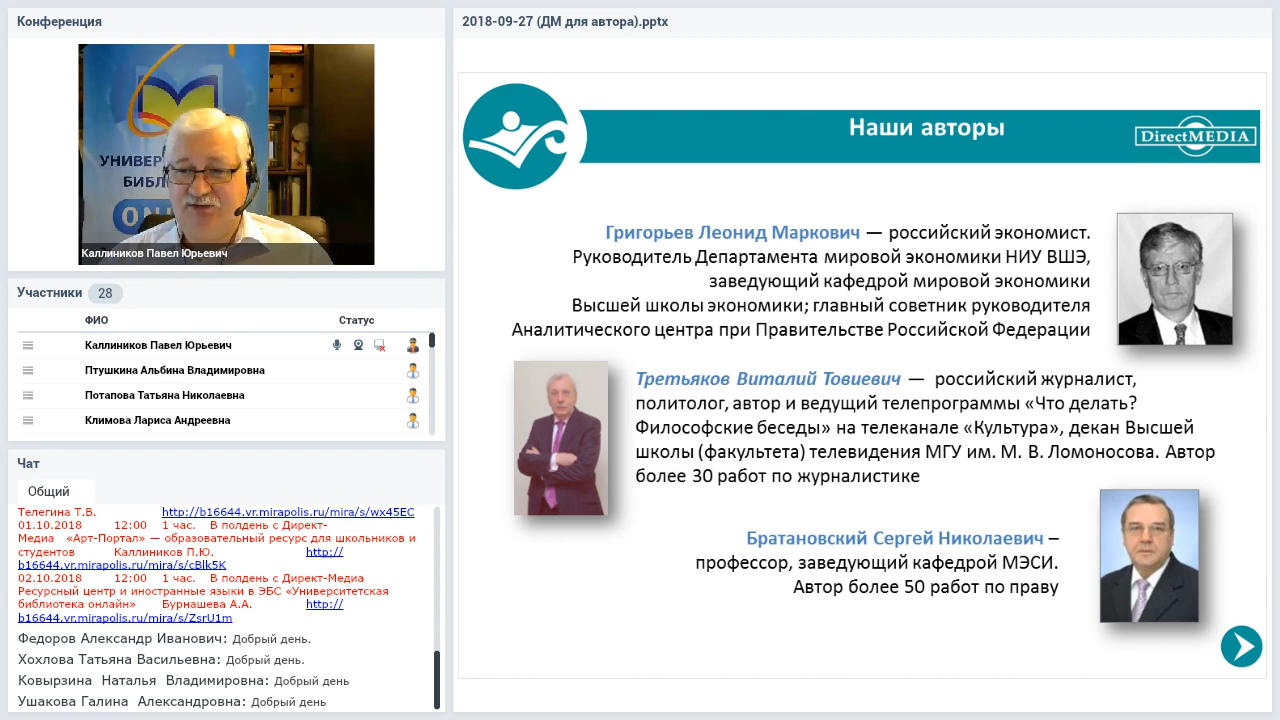 Конференция
УНИВЕР
БИБЛ
Каллиников Павел Юрьевич
Участники 28
ФИО Статус
Каллиников Павел Юрьевич
Птушкина Альбина Владимировна
Потапова Татьяна Николаевна
Климова Лариса Андреевна
Чат
Общий
Телегина Т.В. http://b16644.vr.mirapolis.ru/mira/s/wx45EC
01.10.2018 12:00 1 час. В полдень с Директ-
Медиа «Арт-Портал» — образовательный ресурс для школьников и
студентов Каллиников П.Ю. http://
b16644.vr.mirapolis.ru/mira/s/cBlk5K
02.10.2018 12:00 1 час. В полдень с Директ-Медиа
Ресурсный центр и иностранные языки в ЭБС «Университетская
библиотека онлайн» Бурнашева А.А. http://
b16644.vr.mirapolis.ru/mira/s/ZsrU1m
Федоров Александр Иванович: Добрый день.
Хохлова Татьяна Васильевна: Добрый день.
Ковырзина Наталья Владимировна: Добрый день
Ушакова Галина Александровна: Добрый день
2018-09-27 (ДМ для автора).pptx
Наши авторы
DirectMEDIA
Григорьев Леонид Маркович — российский экономист.
Руководитель Департамента мировой экономики НИУ ВШЭ,
заведующий кафедрой мировой экономики
Высшей школы экономики; главный советник руководителя
Аналитического центра при Правительстве Российской Федерации
Третьяков Виталий Товиевич — российский журналист,
политолог, автор и ведущий телепрограммы «Что делать?
Философские беседы» на телеканале «Культура», декан Высшей
школы (факультета) телевидения МГУ им. М. В. Ломоносова. Автор
более 30 работ по журналистике
Братановский Сергей Николаевич –
профессор, заведующий кафедрой МЭСИ.
Автор более 50 работ по праву